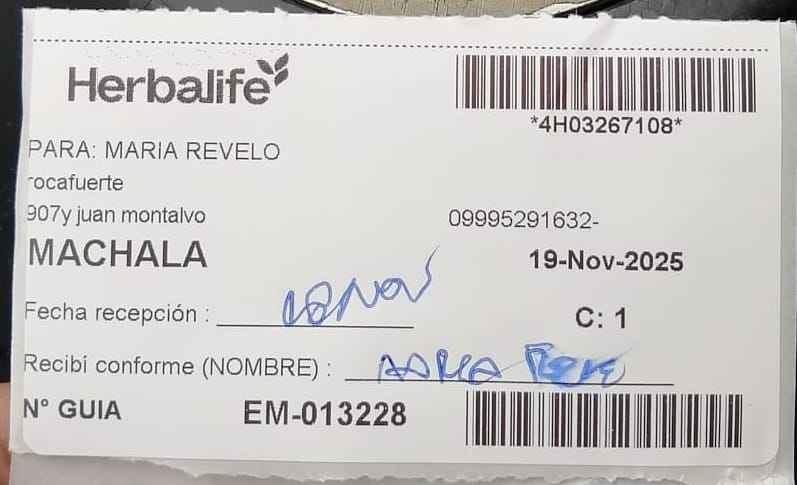 Herbalife
*4H03267108*
PARA: MARIA REVELO
rocafuerte
907y juan montalvo
09995291632-
MACHALA
19-Nov-2025
Fecha recepción :
C: 1
Recibí conforme (NOMBRE) :
N° GUIA EM-013228